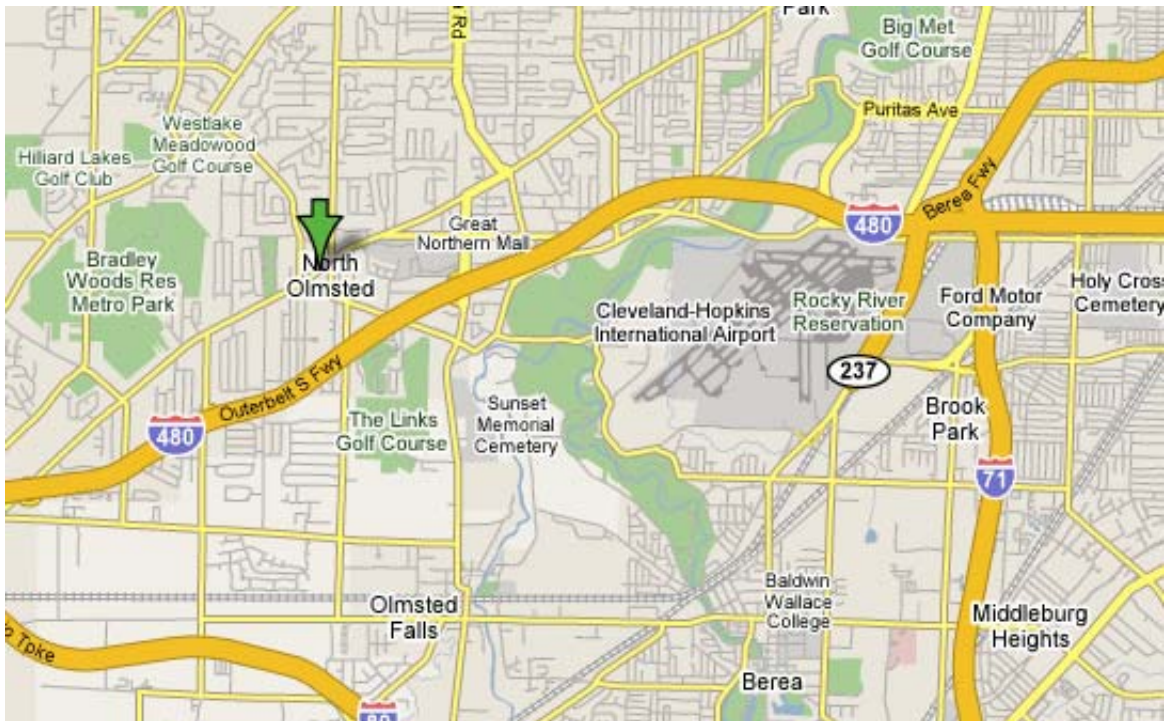 Park
Big Met
Golf Course
Rd
Puritas Ave
Westlake
Meadowood
Golf Course
Hilliard Lakes
Golf Club
Berea Fwy
480
Great
Northern Mall
North
Olmsted
Bradley
Woods Res
Metro Park
Cleveland-Hopkins
International Airport
Rocky River
Reservation
Ford Motor
Company
Holy Cross
Cemetery
237
Outerbelt S Fwy
480
The Links
Golf Course
Sunset
Memorial
Cemetery
Brook
Park
71
Olmsted
Falls
Baldwin
Wallace
College
Middleburg
Heights
Tpke
Berea
80